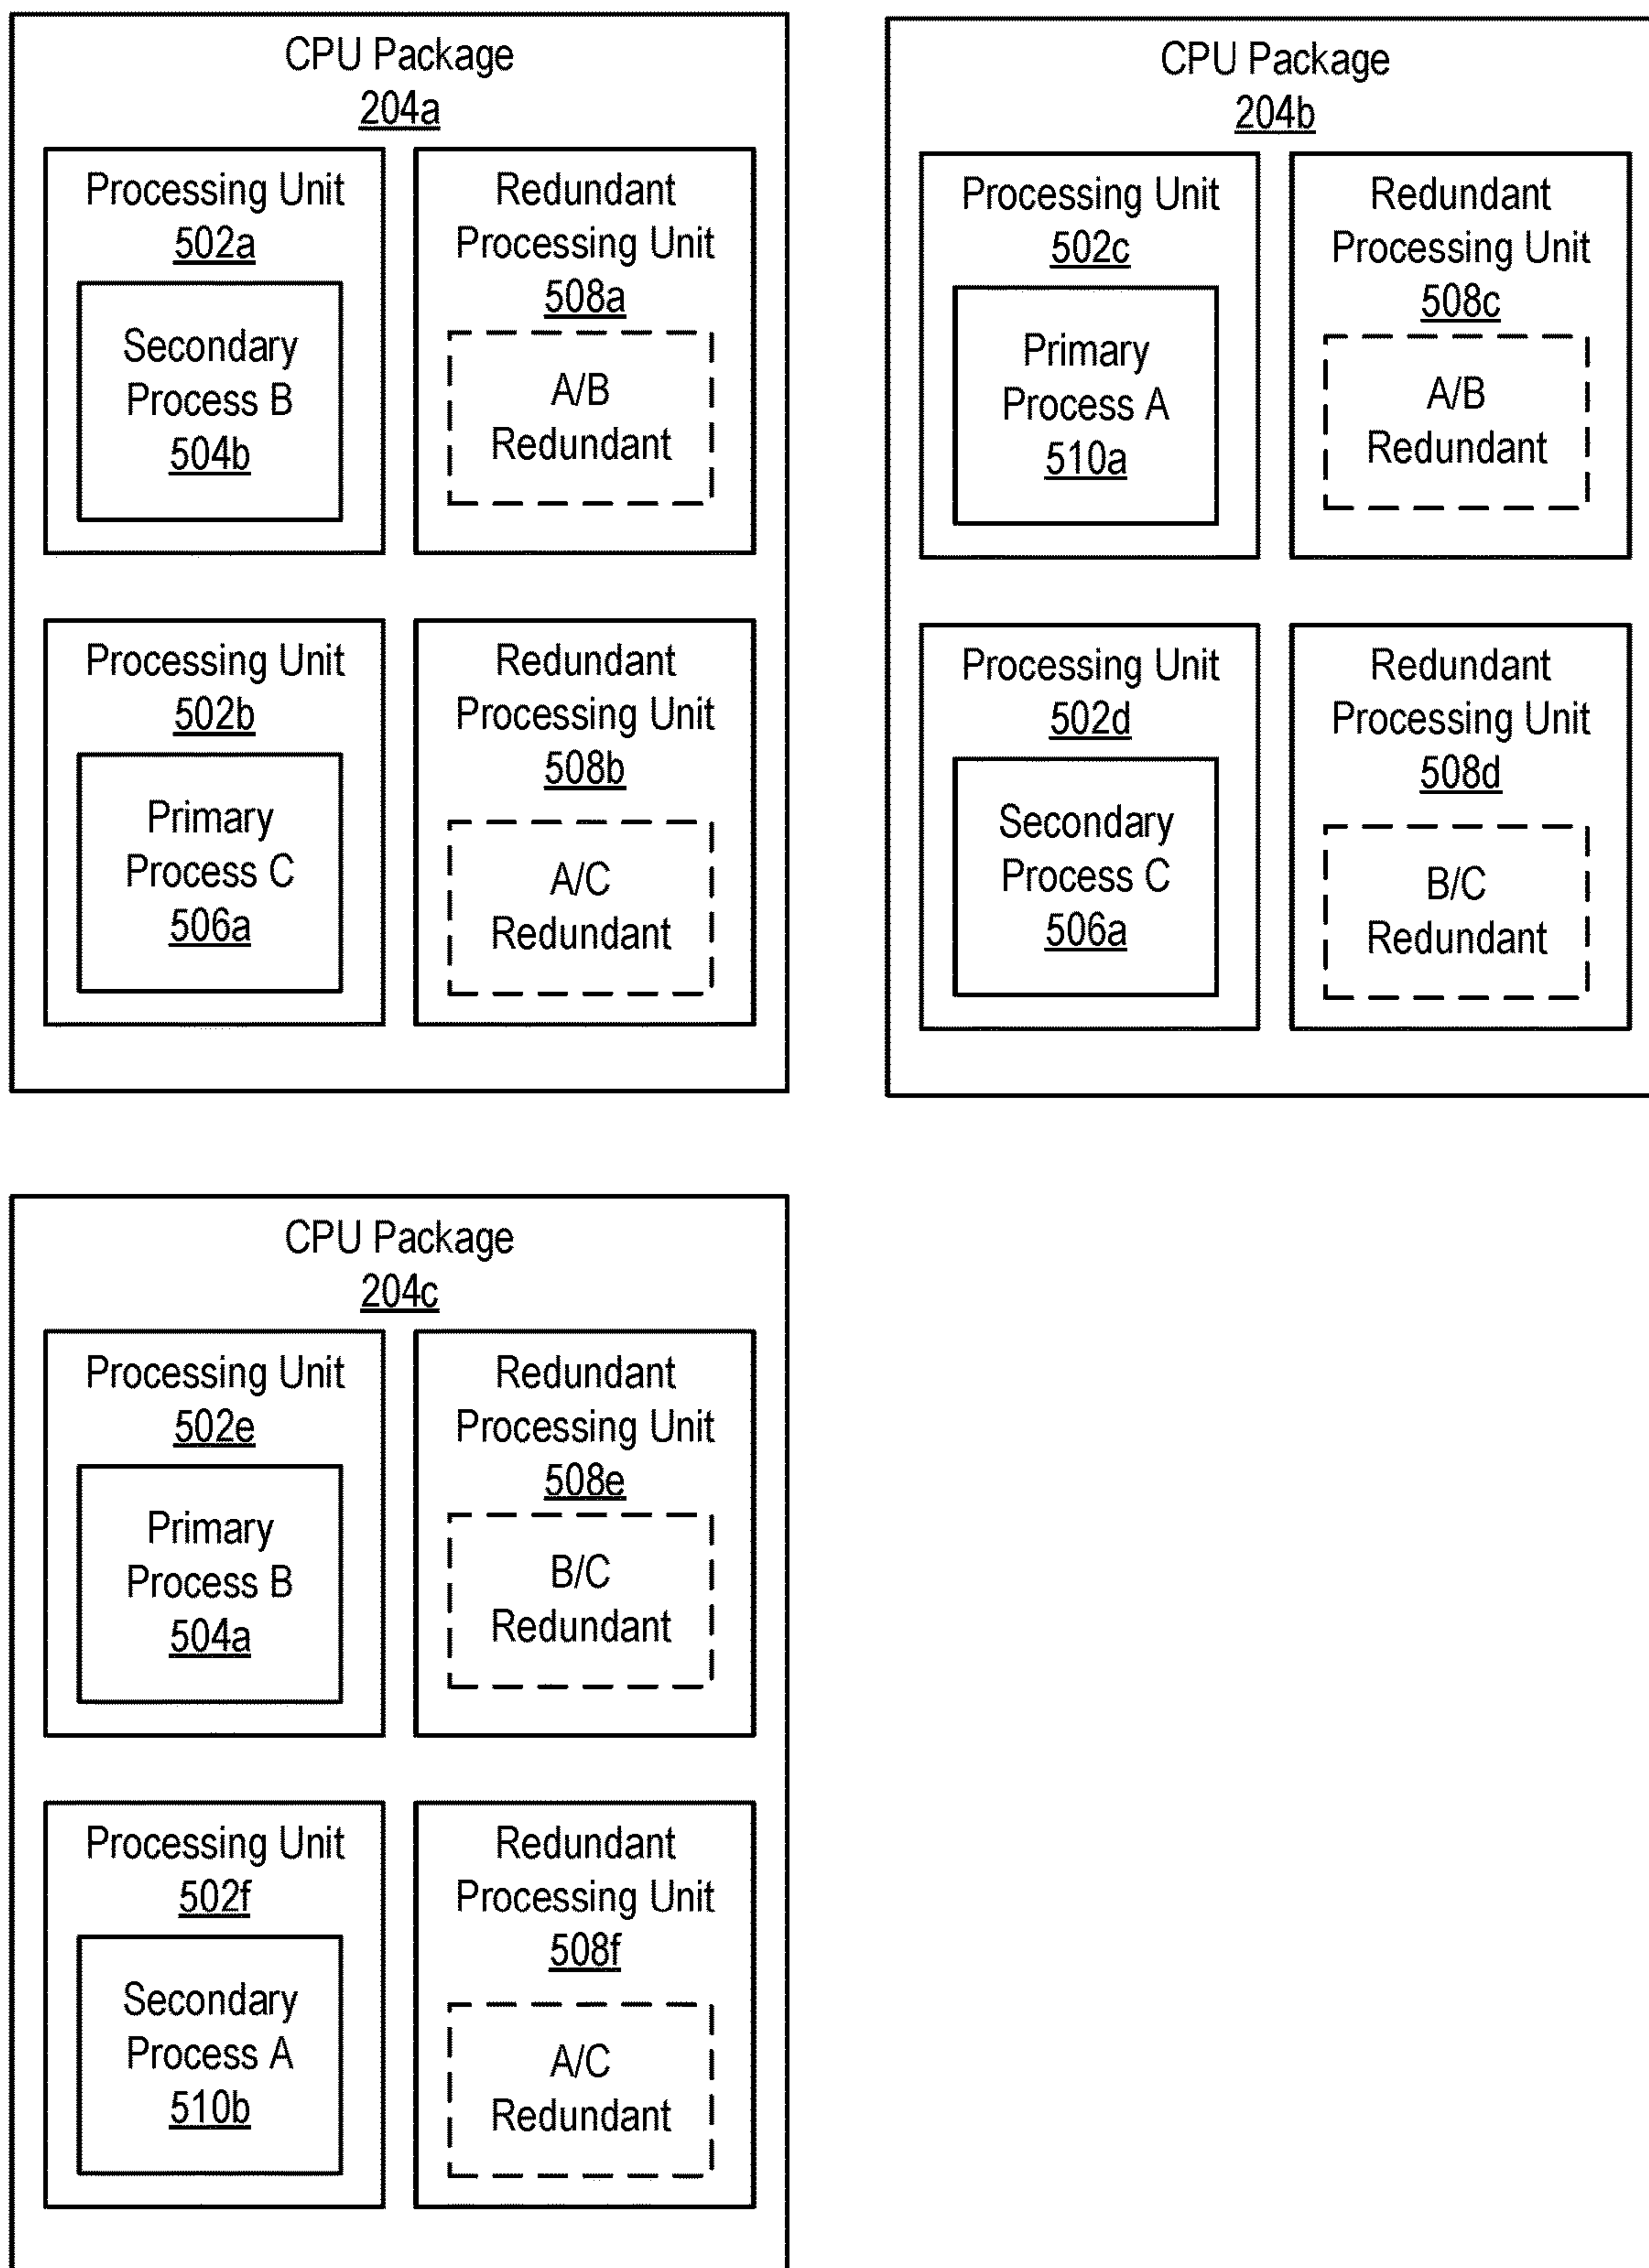 CPU Package
204a
Processing Unit
502a
Secondary
Process B
504b
Redundant
Processing Unit
508a
A/B
Redundant
Processing Unit
502b
Primary
Process C
506a
Redundant
Processing Unit
508b
A/C
Redundant
CPU Package
204b
Processing Unit
502c
Primary
Process A
510a
Redundant
Processing Unit
508c
A/B
Redundant
Processing Unit
502d
Secondary
Process C
506a
Redundant
Processing Unit
508d
B/C
Redundant
CPU Package
204c
Processing Unit
502e
Primary
Process B
504a
Redundant
Processing Unit
508e
B/C
Redundant
Processing Unit
502f
Secondary
Process A
510b
Redundant
Processing Unit
508f
A/C
Redundant